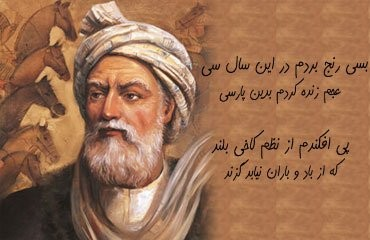 بسی رنج بردم در این سال سی
عجم زنده کردم بدین پارسی
پی افکندم از نظم کاخی بلند
که از باد و باران نیابد گزند